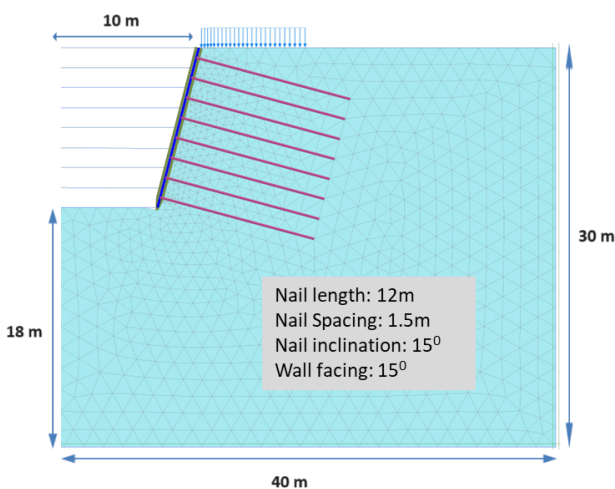 10 m
30 m
Nail length: 12m
Nail Spacing: 1.5m
Nail inclination: 15⁰
Wall facing: 15⁰
18 m
40 m